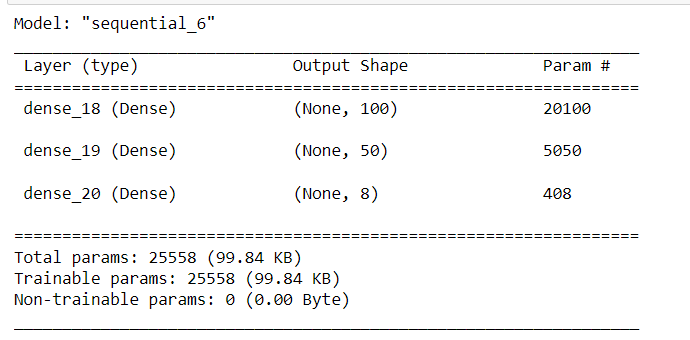 Model: "sequential_6"
_________________________________________________________________
Layer (type) Output Shape Param #
=================================================================
dense_18 (Dense) (None, 100) 20100
dense_19 (Dense) (None, 50) 5050
dense_20 (Dense) (None, 8) 408
=================================================================
Total params: 25558 (99.84 KB)
Trainable params: 25558 (99.84 KB)
Non-trainable params: 0 (0.00 Byte)
_________________________________________________________________